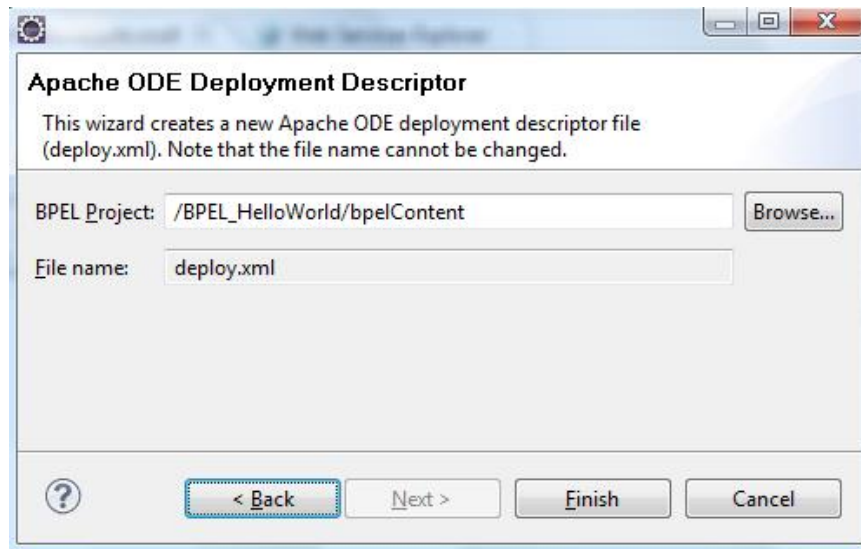 Apache ODE Deployment Descriptor
This wizard creates a new Apache ODE deployment descriptor file
(deploy.xml). Note that the file name cannot be changed.
BPEL Project: /BPEL_HelloWorld/bpelContent Browse...
File name: deploy.xml
? < Back Next > Finish Cancel